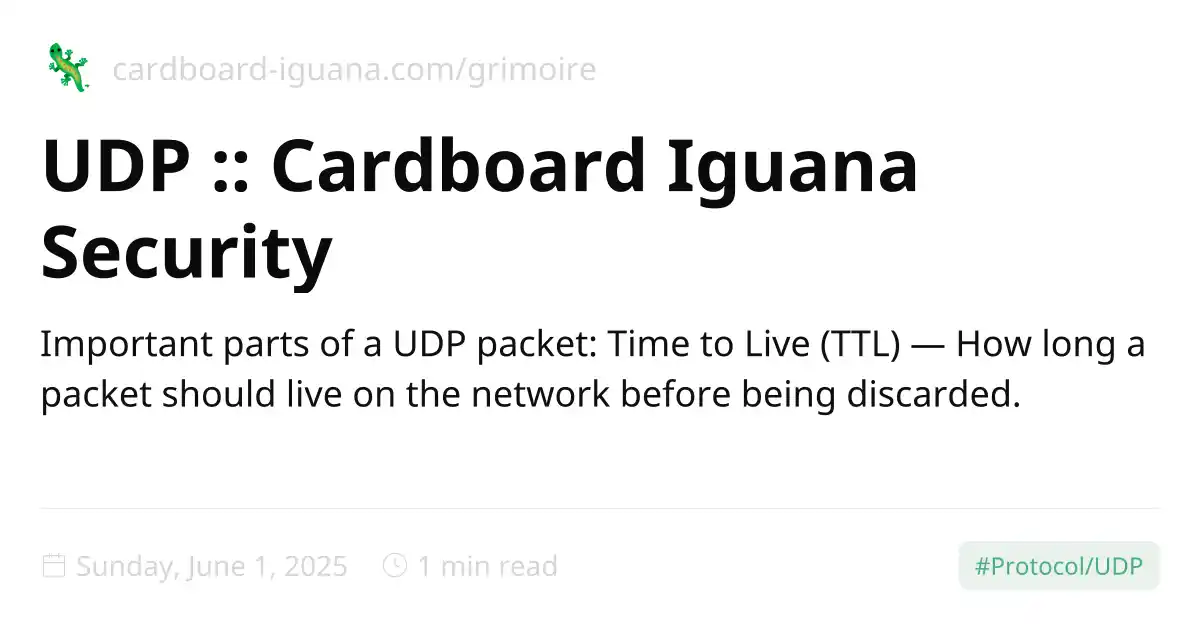 cardboard-iguana.com/grimoire
UDP :: Cardboard Iguana
Security
Important parts of a UDP packet: Time to Live (TTL) — How long a
packet should live on the network before being discarded.
Sunday, June 1, 2025 1 min read #Protocol/UDP